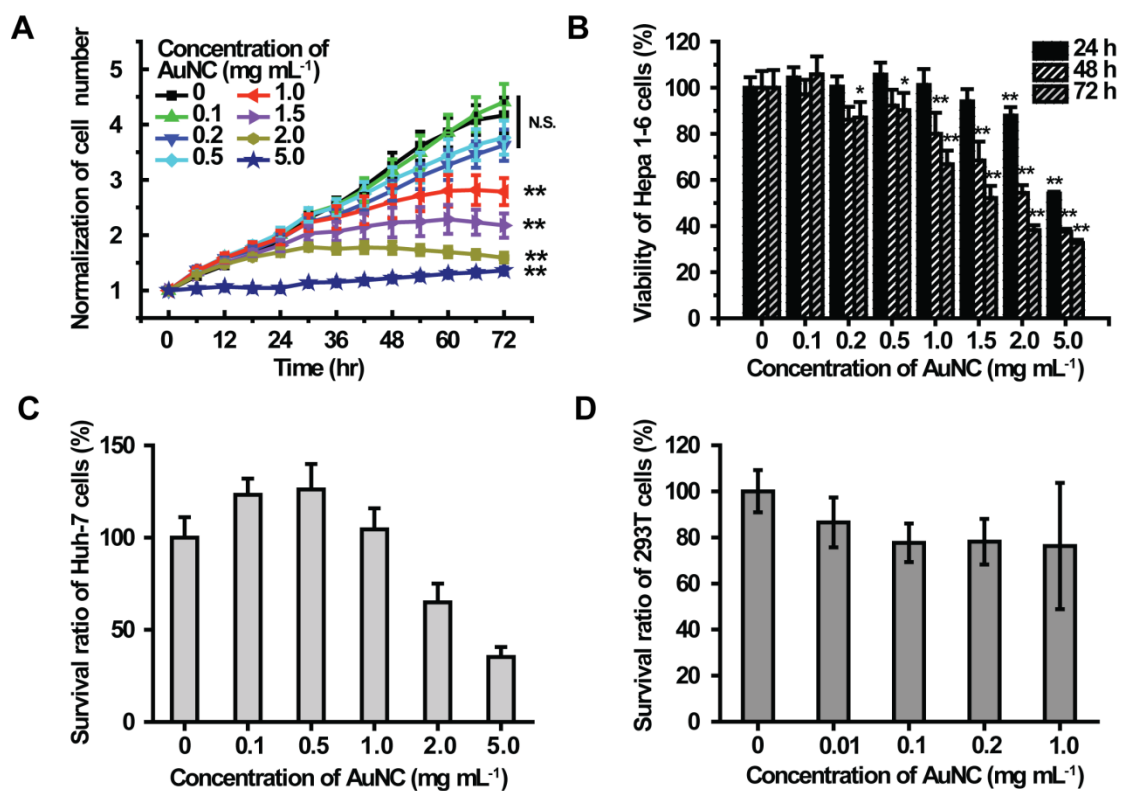 A
Concentration of
AuNC (mg mL⁻¹)
0 1.0
0.1 1.5
0.2 2.0
0.5 5.0
N.S.
**
**
**
**
Normalization of cell number
5
4
3
2
1
0 12 24 36 48 60 72
Time (hr)
B
24 h
48 h
72 h
* * ** ** ** ** ** ** ** ** ** ** **
Viability of Hepa 1-6 cells (%)
120
100
80
60
40
20
0
0 0.1 0.2 0.5 1.0 1.5 2.0 5.0
Concentration of AuNC (mg mL⁻¹)
C
Survival ratio of Huh-7 cells (%)
150
100
50
0
0 0.1 0.5 1.0 2.0 5.0
Concentration of AuNC (mg mL⁻¹)
D
Survival ratio of 293T cells (%)
120
100
80
60
40
20
0
0 0.01 0.1 0.2 1.0
Concentration of AuNC (mg mL⁻¹)